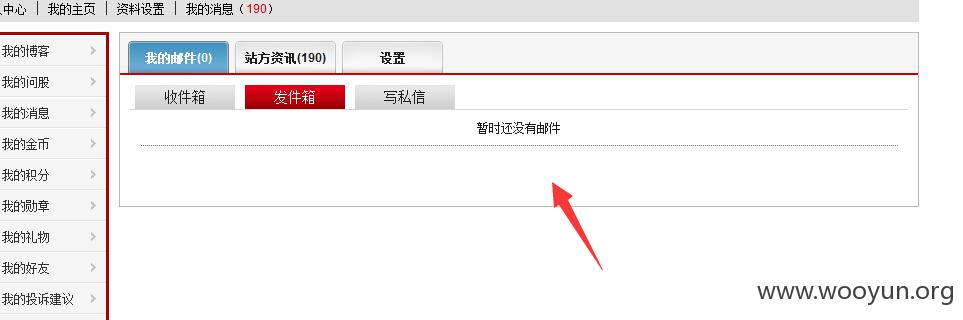 人中心 | 我的主页 | 资料设置 | 我的消息（190）
我的博客
我的问股
我的消息
我的金币
我的积分
我的勋章
我的礼物
我的好友
我的投诉建议
我的邮件(0) 站方资讯(190) 设置
收件箱 发件箱 写私信
暂时还没有邮件
www.wooyun.org